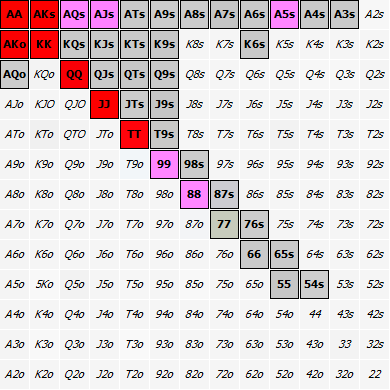 AA AKs AQs AJs ATs A9s A8s A7s A6s A5s A4s A3s A2s
AKo KK KQs KJs KTs K9s K8s K7s K6s K5s K4s K3s K2s
AQo KQo QQ QJs QTs Q9s Q8s Q7s Q6s Q5s Q4s Q3s Q2s
AJo KJO QJO JJ JTs J9s J8s J7s J6s J5s J4s J3s J2s
ATo KTo QTO JTo TT T9s T8s T7s T6s T5s T4s T3s T2s
A9o K9o Q9o J9o T9o 99 98s 97s 96s 95s 94s 93s 92s
A8o K8o Q8o J8o T8o 98o 88 87s 86s 85s 84s 83s 82s
A7o K7o Q7o J7o T7o 97o 87o 77 76s 75s 74s 73s 72s
A6o K6o Q6o J6o T6o 96o 86o 76o 66 65s 64s 63s 62s
A5o 5Ko Q5o J5o T5o 95o 85o 75o 65o 55 54s 53s 52s
A4o K4o Q4o J4o T4o 94o 84o 74o 64o 54o 44 43s 42s
A3o K3o Q3o J3o T3o 93o 83o 73o 63o 53o 43o 33 32s
A2o K2o Q2o J2o T2o 92o 82o 72o 62o 52o 42o 32o 22